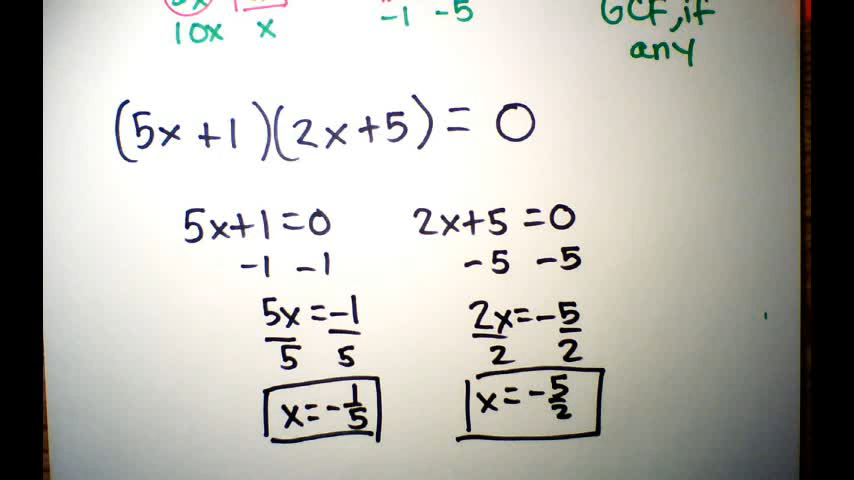 10x x -1 -5 GCF, if
any
(5x+1)(2x+5)=0
5x+1=0 2x+5=0
-1 -1 -5 -5
5x=-1 2x=-5
5 5 2 2
x=-1/5 x=-5/2